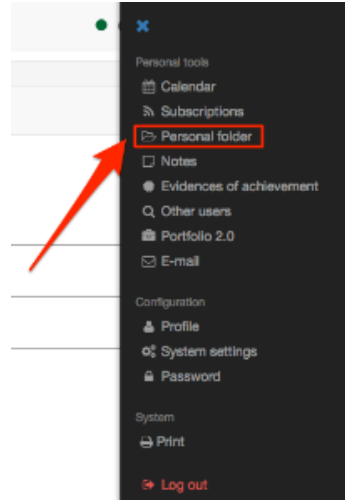 Personal tools
Calendar
Subscriptions
Personal folder
Notes
Evidences of achievement
Other users
Portfolio 2.0
E-mail
Configuration
Profile
System settings
Password
System
Print
Log out